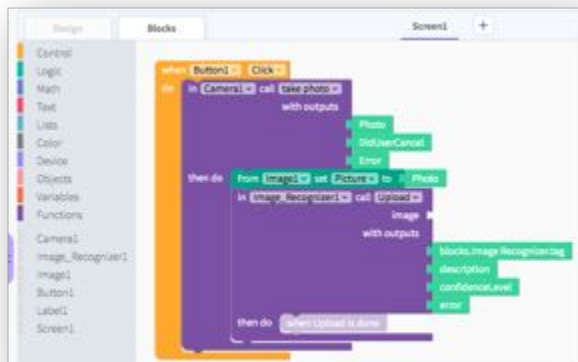 Design Blocks Screen1 +
Control
Logic
Math
Text
Lists
Color
Device
Objects
Variables
Functions
Camera1
Image_Recognizer1
Image1
Button1
Label1
Screen1
when Button1 Click
do in Camera1 call take photo
with outputs
Photo
DidUserCancel
Error
then do from Image1 set Picture to Photo
in Image_Recognizer1 call Upload
image
with outputs
blocks.Image Recognizer.tag
description
confidenceLevel
error
then do when Upload is done